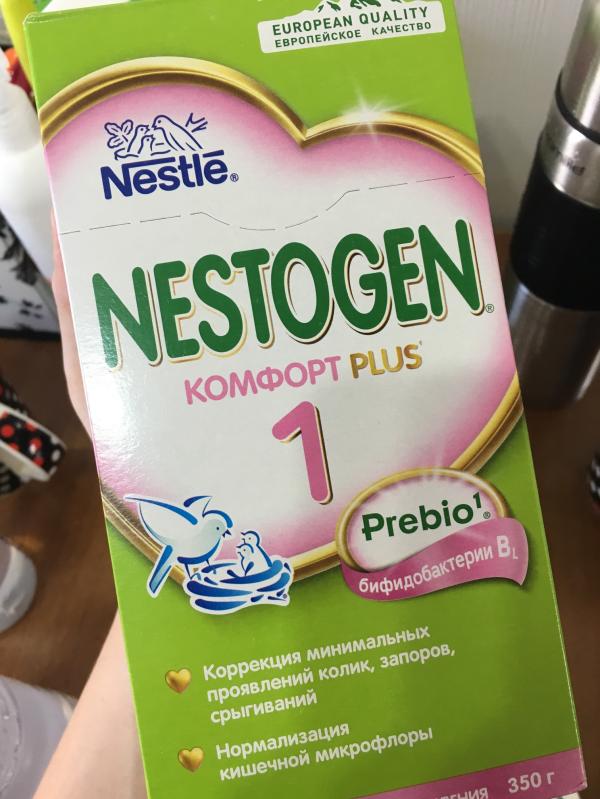 EUROPEAN QUALITY
ЕВРОПЕЙСКОЕ КАЧЕСТВО
Nestlé®
NESTOGEN®
КОМФОРТ PLUS
1
Prebio1®
бифидобактерии BL
Коррекция минимальных
проявлений колик, запоров,
срыгиваний
Нормализация
кишечной микрофлоры
350 г